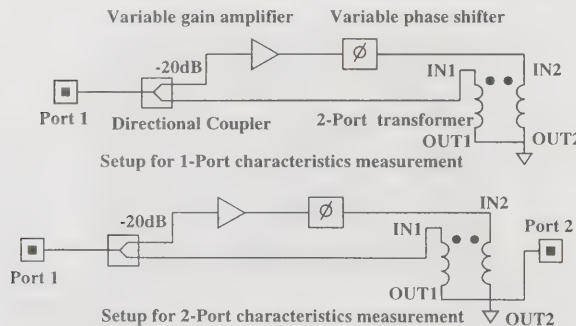 Variable gain amplifier Variable phase shifter
-20dB
Ø
IN1
IN2
Port 1
Directional Coupler
2-Port transformer
OUT1
OUT2
Setup for 1-Port characteristics measurement
-20dB
Ø
IN1
IN2
Port 2
Port 1
OUT1
OUT2
Setup for 2-Port characteristics measurement